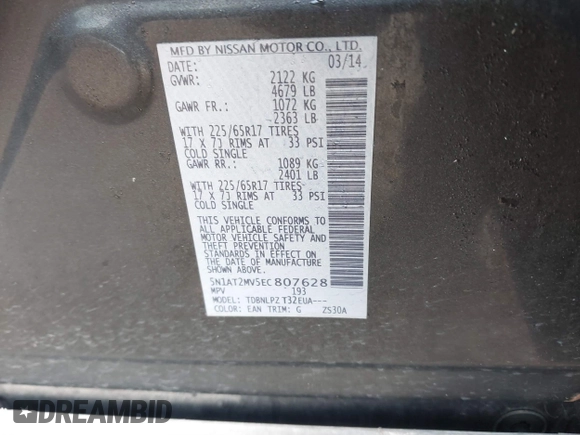 MFD BY NISSAN MOTOR CO., LTD.
DATE: 03/14
GVWR: 2122 KG
4679 LB
GAWR FR.: 1072 KG
2363 LB
WITH 225/65R17 TIRES
17 X 7J RIMS AT 33 PSI
COLD SINGLE
GAWR RR.: 1089 KG
2401 LB
WITH 225/65R17 TIRES
17 X 7J RIMS AT 33 PSI
COLD SINGLE
THIS VEHICLE CONFORMS TO
ALL APPLICABLE FEDERAL
MOTOR VEHICLE SAFETY AND
THEFT PREVENTION
STANDARDS IN EFFECT ON
THE DATE OF MANUFACTURE
SHOWN ABOVE.
5N1AT2MV5EC807628
MPV 193
MODEL: TDBNLPZ T32EUA---
COLOR: EAN TRIM: G ZS30A
DREAMBID